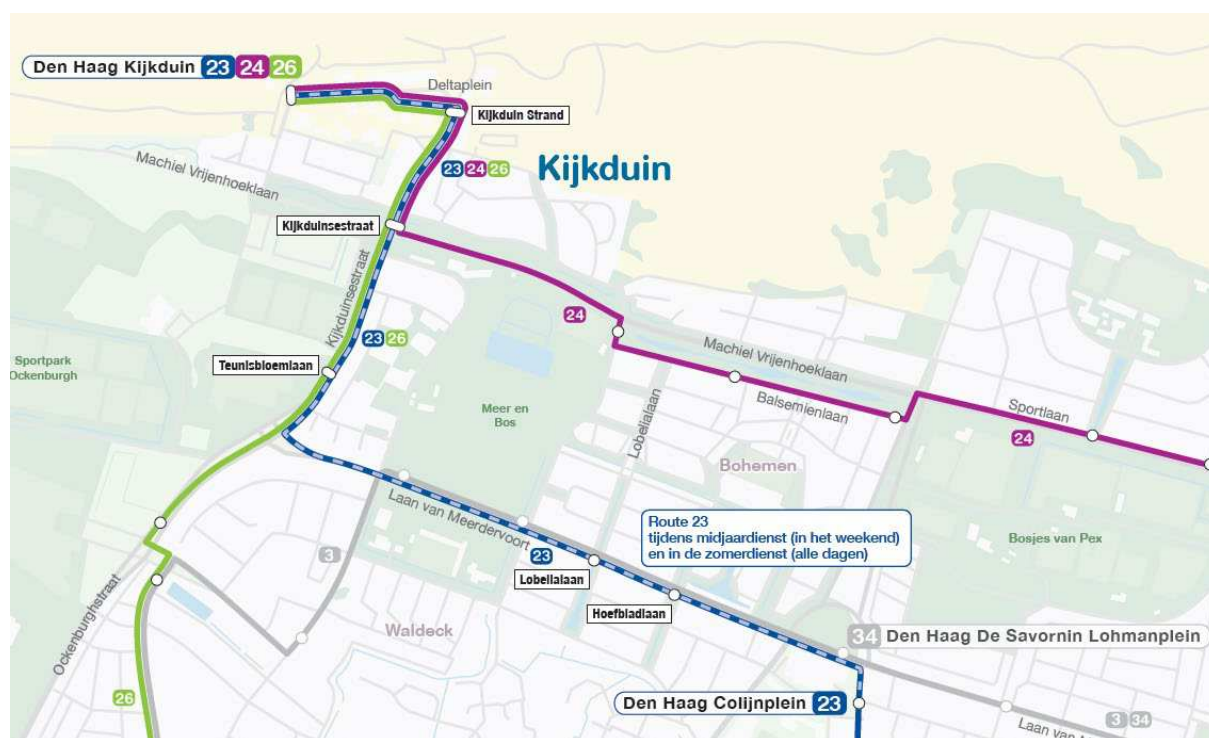 Den Haag Kijkduin 23 24 26
Deltaplein
Kijkduin Strand
23 24 26
Kijkduin
Machiel Vrijenhoeklaan
Kijkduinsestraat
Kijkduinsestraat
24
23 26
Machiel Vrijenhoeklaan
Sportpark
Ockenburgh
Teunisbloemlaan
Balsemienlaan
Sportlaan
24
Meer en
Bos
Lobelialaan
Bohemen
Laan van Meerdervoort
Route 23
tijdens midjaardienst (in het weekend)
en in de zomerdienst (alle dagen)
Bosjes van Pex
3
23
Lobelialaan
Hoefbladlaan
Ockenburghstraat
Waldeck
34 Den Haag De Savornin Lohmanplein
26
Den Haag Colijnplein 23
3 34
Laan van